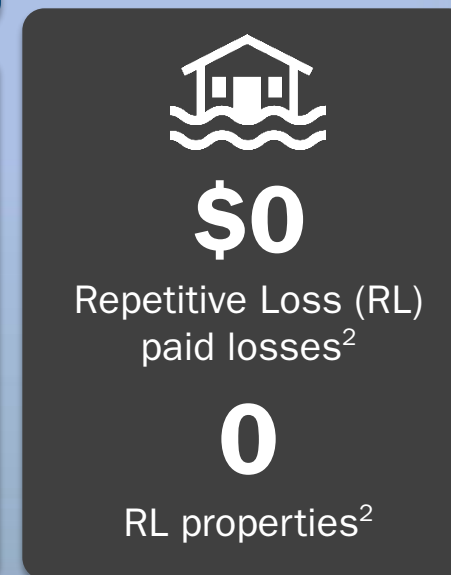 $0
Repetitive Loss (RL)
paid losses²
0
RL properties²